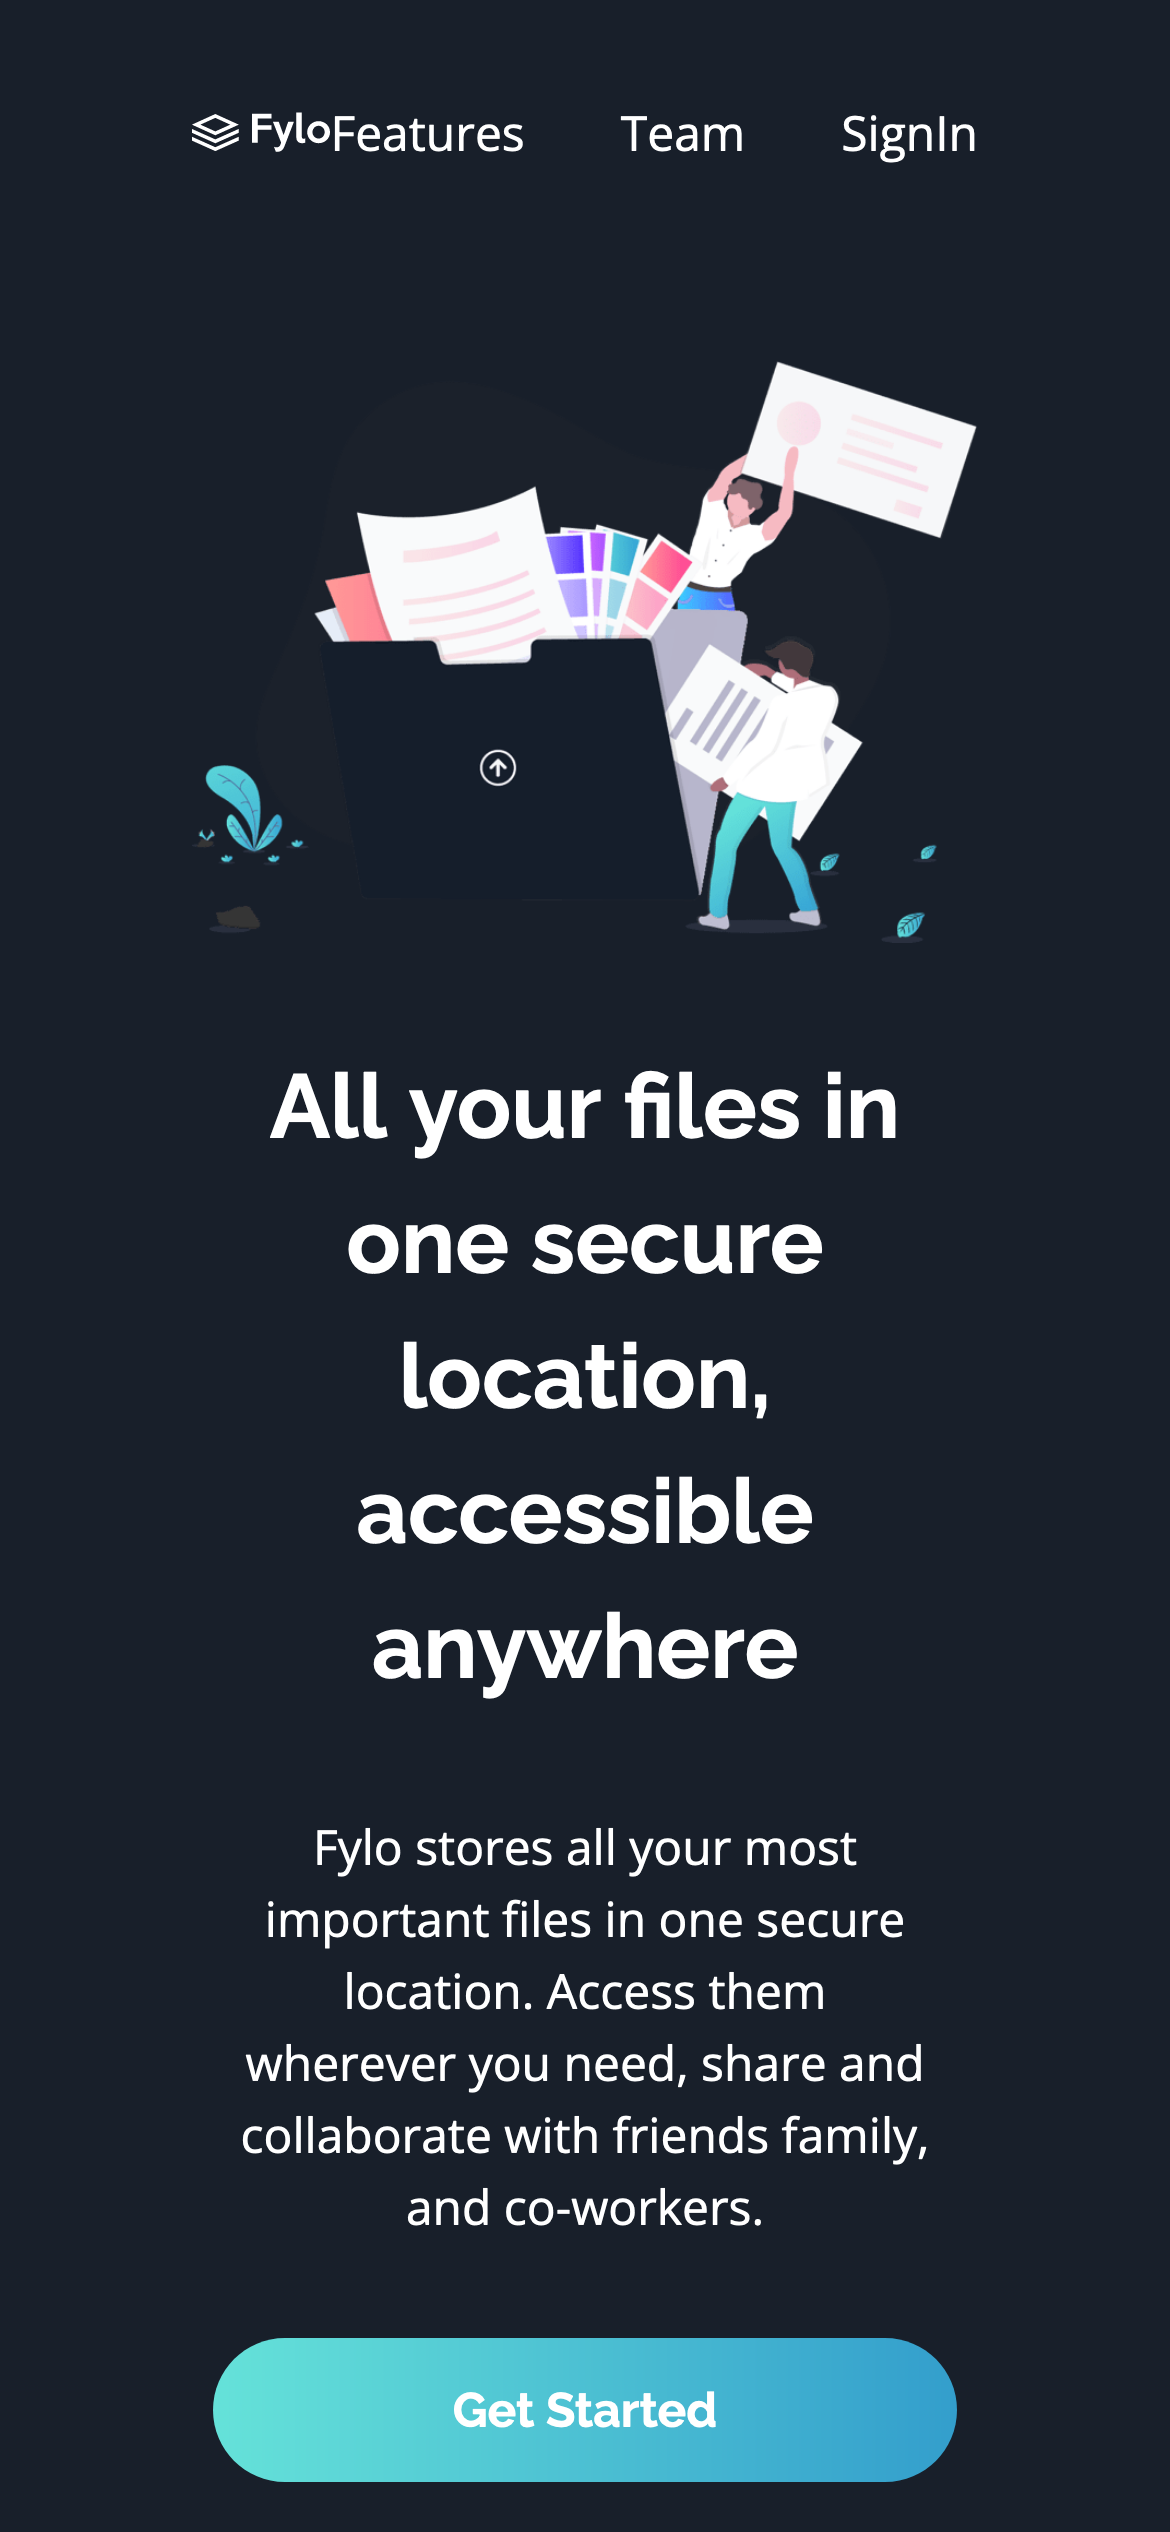 Fylo Features Team SignIn
All your files in
one secure
location,
accessible
anywhere
Fylo stores all your most
important files in one secure
location. Access them
wherever you need, share and
collaborate with friends family,
and co-workers.
Get Started